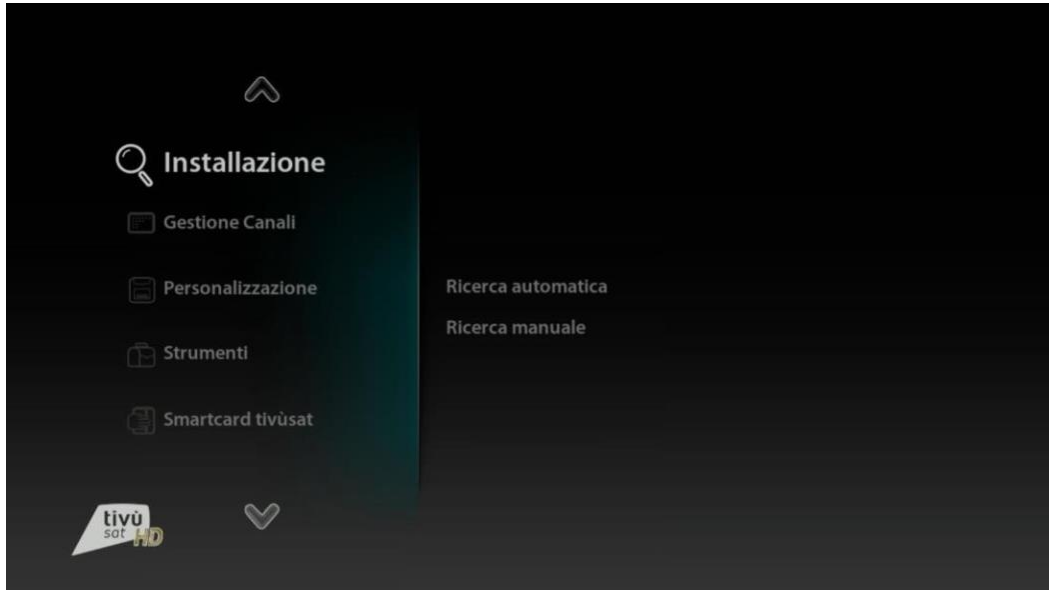 Installazione
Gestione Canali
Personalizzazione
Strumenti
Smartcard tivùsat
Ricerca automatica
Ricerca manuale
tivù
sat HD